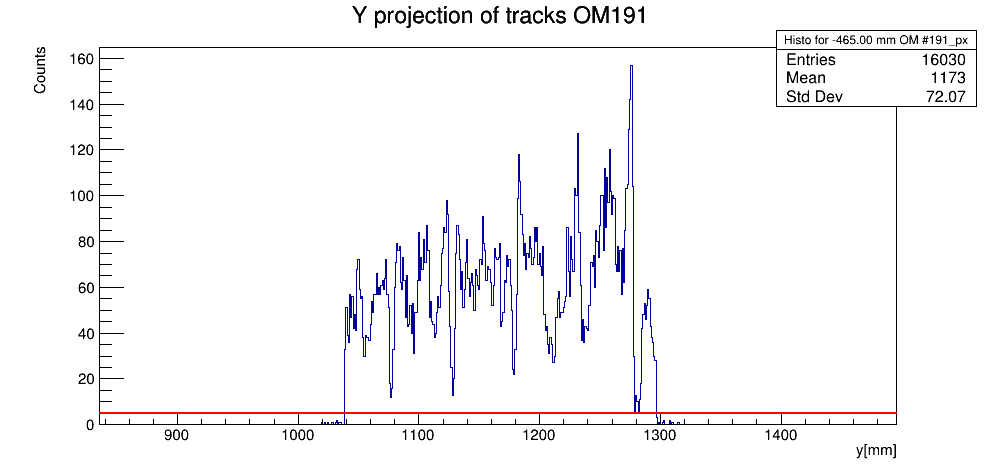 Y projection of tracks OM191
Histo for -465.00 mm OM #191_px
Entries 16030
Mean 1173
Std Dev 72.07
Counts
160
140
120
100
80
60
40
20
0
900 1000 1100 1200 1300 1400
y[mm]